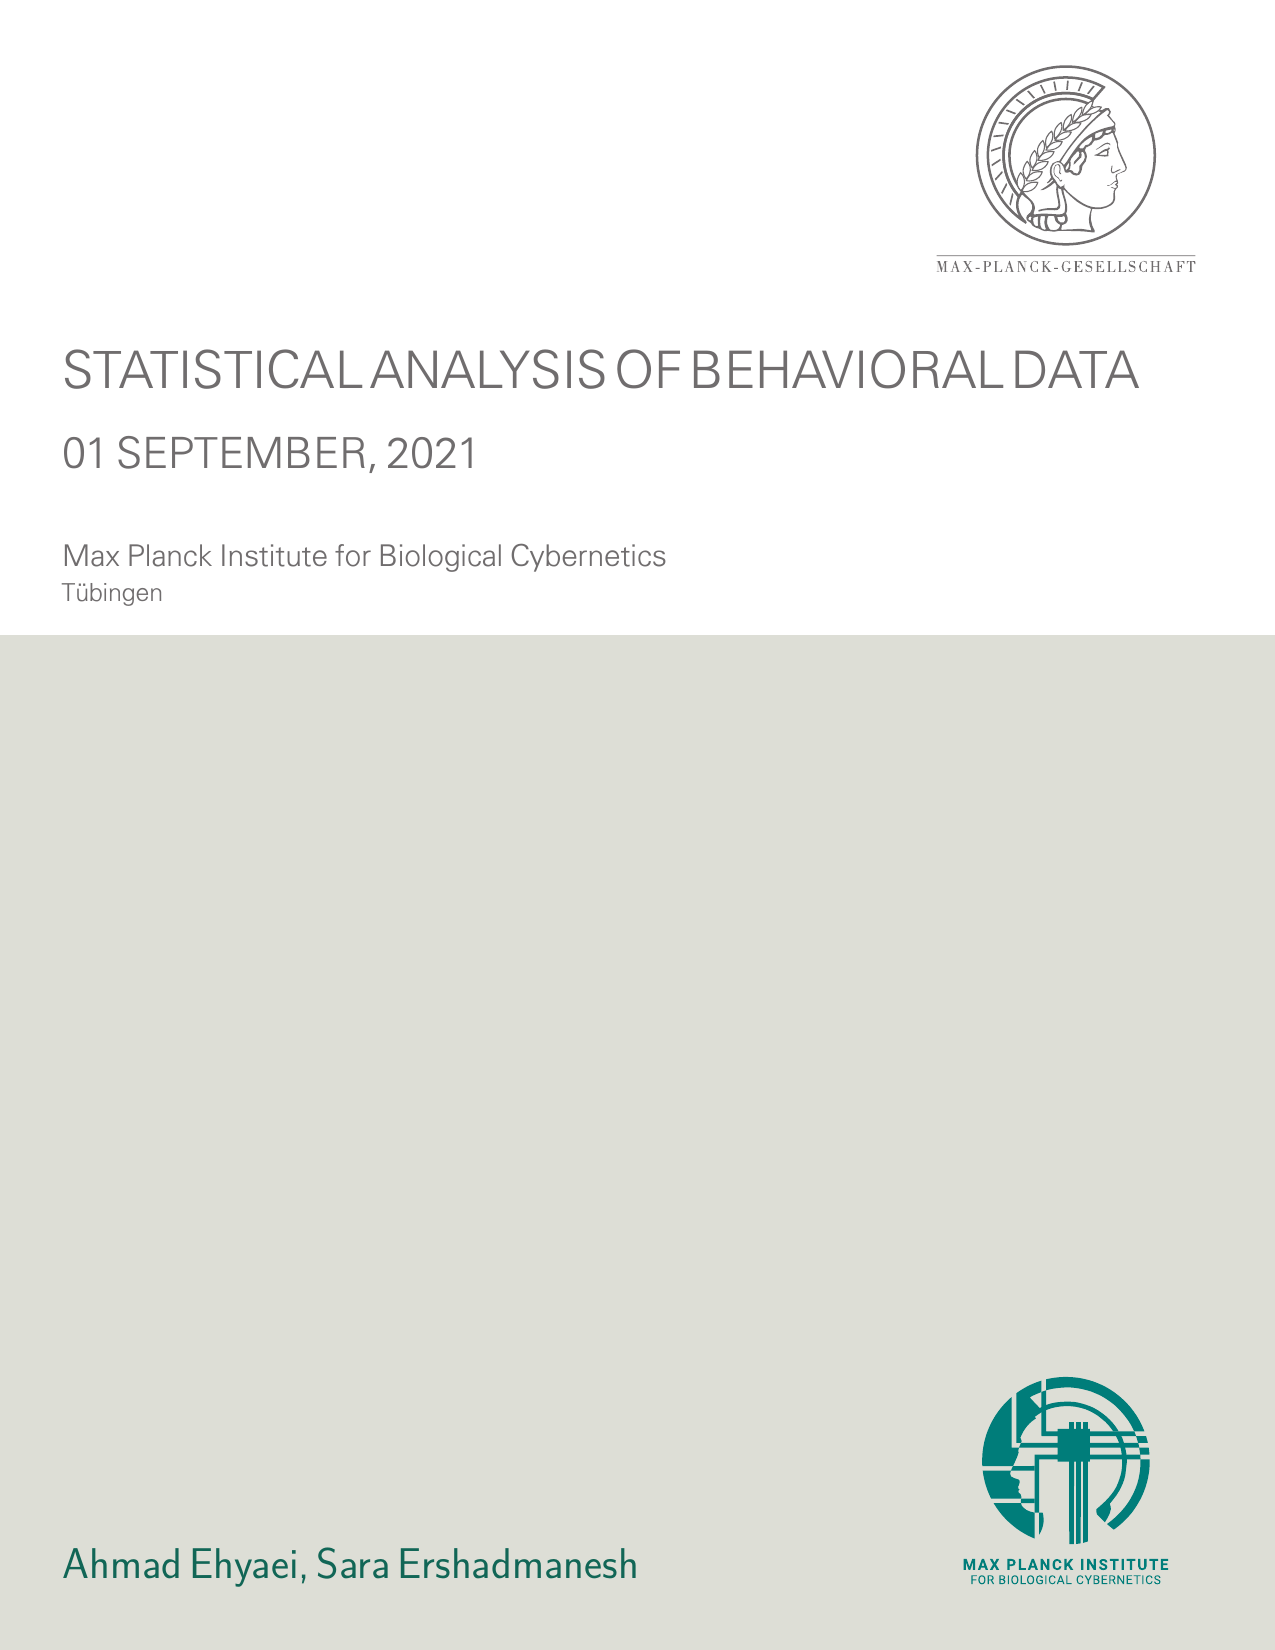 MAX-PLANCK-GESELLSCHAFT
STATISTICAL ANALYSIS OF BEHAVIORAL DATA
01 SEPTEMBER, 2021
Max Planck Institute for Biological Cybernetics
Tübingen
Ahmad Ehyaei, Sara Ershadmanesh
MAX PLANCK INSTITUTE
FOR BIOLOGICAL CYBERNETICS